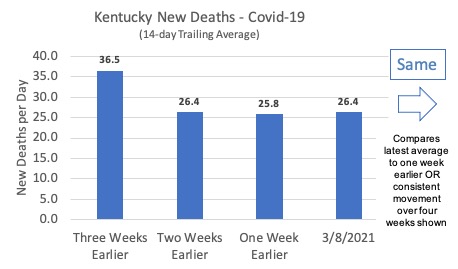 Kentucky New Deaths - Covid-19
(14-day Trailing Average)
New Deaths per Day
40.0
35.0
30.0
25.0
20.0
15.0
10.0
5.0
0.0
36.5
26.4
25.8
26.4
Three Weeks
Earlier
Two Weeks
Earlier
One Week
Earlier
3/8/2021
Same
Compares
latest average
to one week
earlier OR
consistent
movement
over four
weeks shown